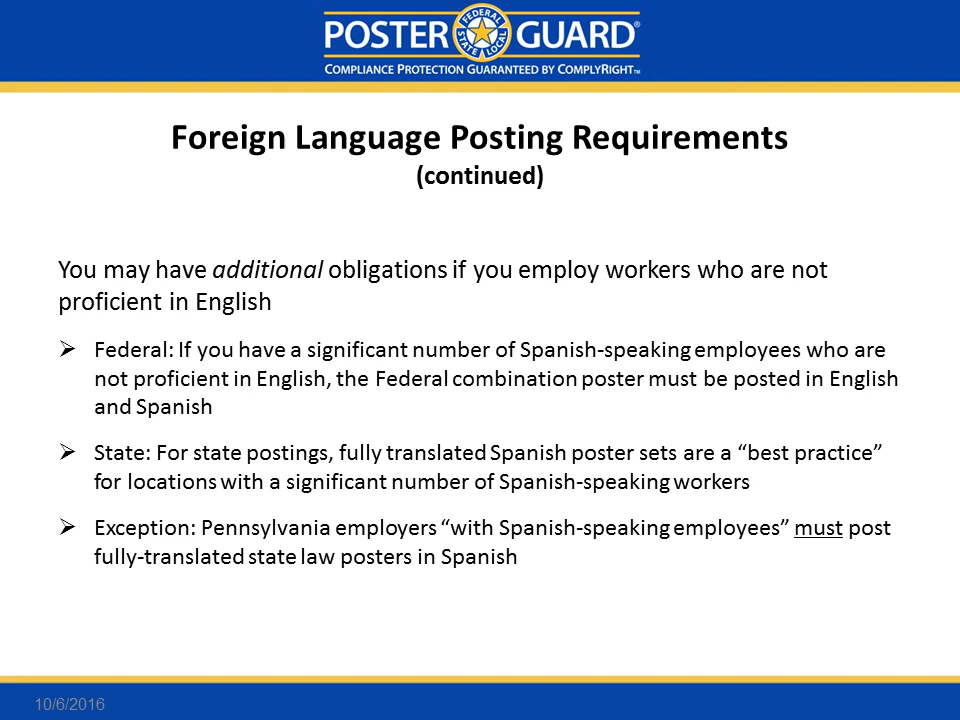 POSTER GUARD®
FEDERAL STATE LOCAL
COMPLIANCE PROTECTION GUARANTEED BY COMPLYRIGHT™
Foreign Language Posting Requirements
(continued)
You may have additional obligations if you employ workers who are not
proficient in English
➢ Federal: If you have a significant number of Spanish-speaking employees who are
not proficient in English, the Federal combination poster must be posted in English
and Spanish
➢ State: For state postings, fully translated Spanish poster sets are a “best practice”
for locations with a significant number of Spanish-speaking workers
➢ Exception: Pennsylvania employers “with Spanish-speaking employees” must post
fully-translated state law posters in Spanish
10/6/2016